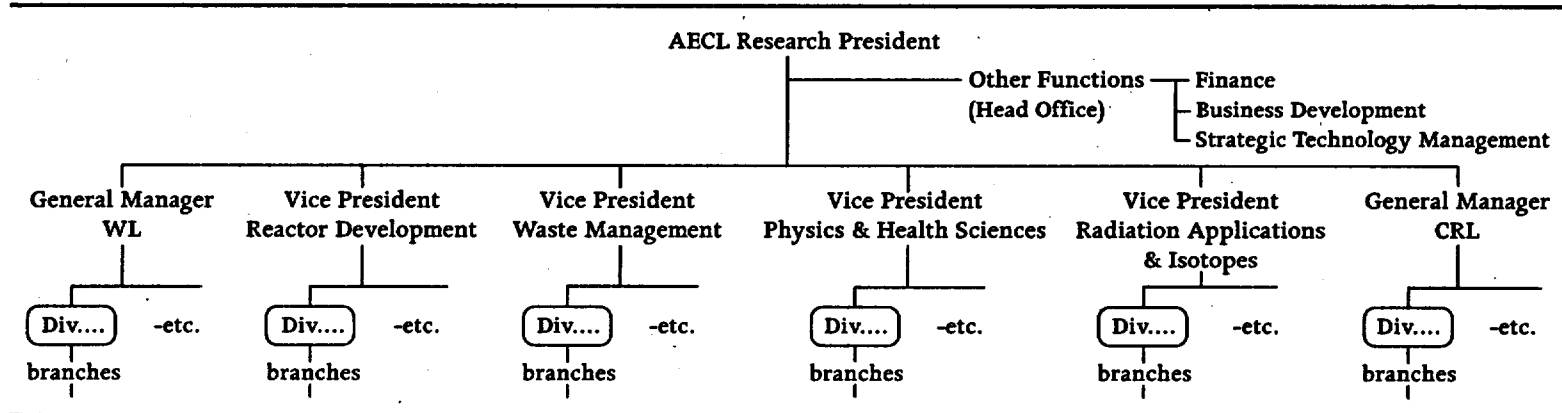 AECL Research President
Other Functions
(Head Office)
Finance
Business Development
Strategic Technology Management
General Manager
WL
Vice President
Reactor Development
Vice President
Waste Management
Vice President
Physics & Health Sciences
Vice President
Radiation Applications
& Isotopes
General Manager
CRL
Div....
-etc.
Div....
-etc.
Div....
-etc.
Div....
-etc.
Div....
-etc.
Div....
-etc.
branches
branches
branches
branches
branches
branches